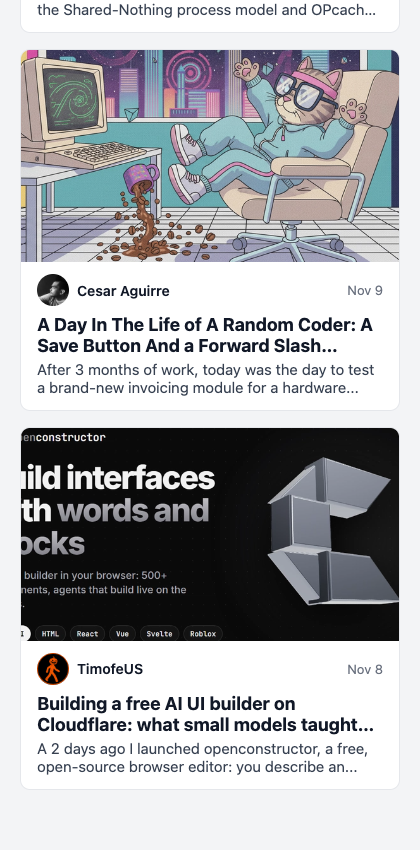 the Shared-Nothing process model and OPcach...
Cesar Aguirre
Nov 9
A Day In The Life of A Random Coder: A
Save Button And a Forward Slash...
After 3 months of work, today was the day to test
a brand-new invoicing module for a hardware...
enconstructor
uild interfaces
th words and
ocks
builder in your browser: 500+
nents, agents that build live on the
I
HTML
React
Vue
Svelte
Roblox
TimofeUS
Nov 8
Building a free AI UI builder on
Cloudflare: what small models taught...
A 2 days ago I launched openconstructor, a free,
open-source browser editor: you describe an...